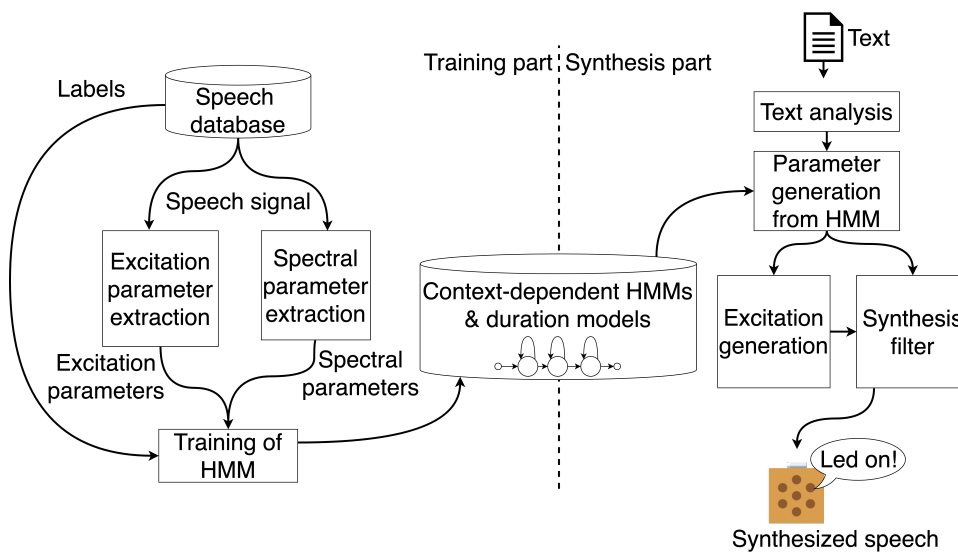 Labels
Speech
database
Speech signal
Excitation
parameter
extraction
Spectral
parameter
extraction
Excitation
parameters
Spectral
parameters
Training of
HMM
Training part
Synthesis part
Context-dependent HMMs
& duration models
Text
Text analysis
Parameter
generation
from HMM
Excitation
generation
Synthesis
filter
Led on!
Synthesized speech